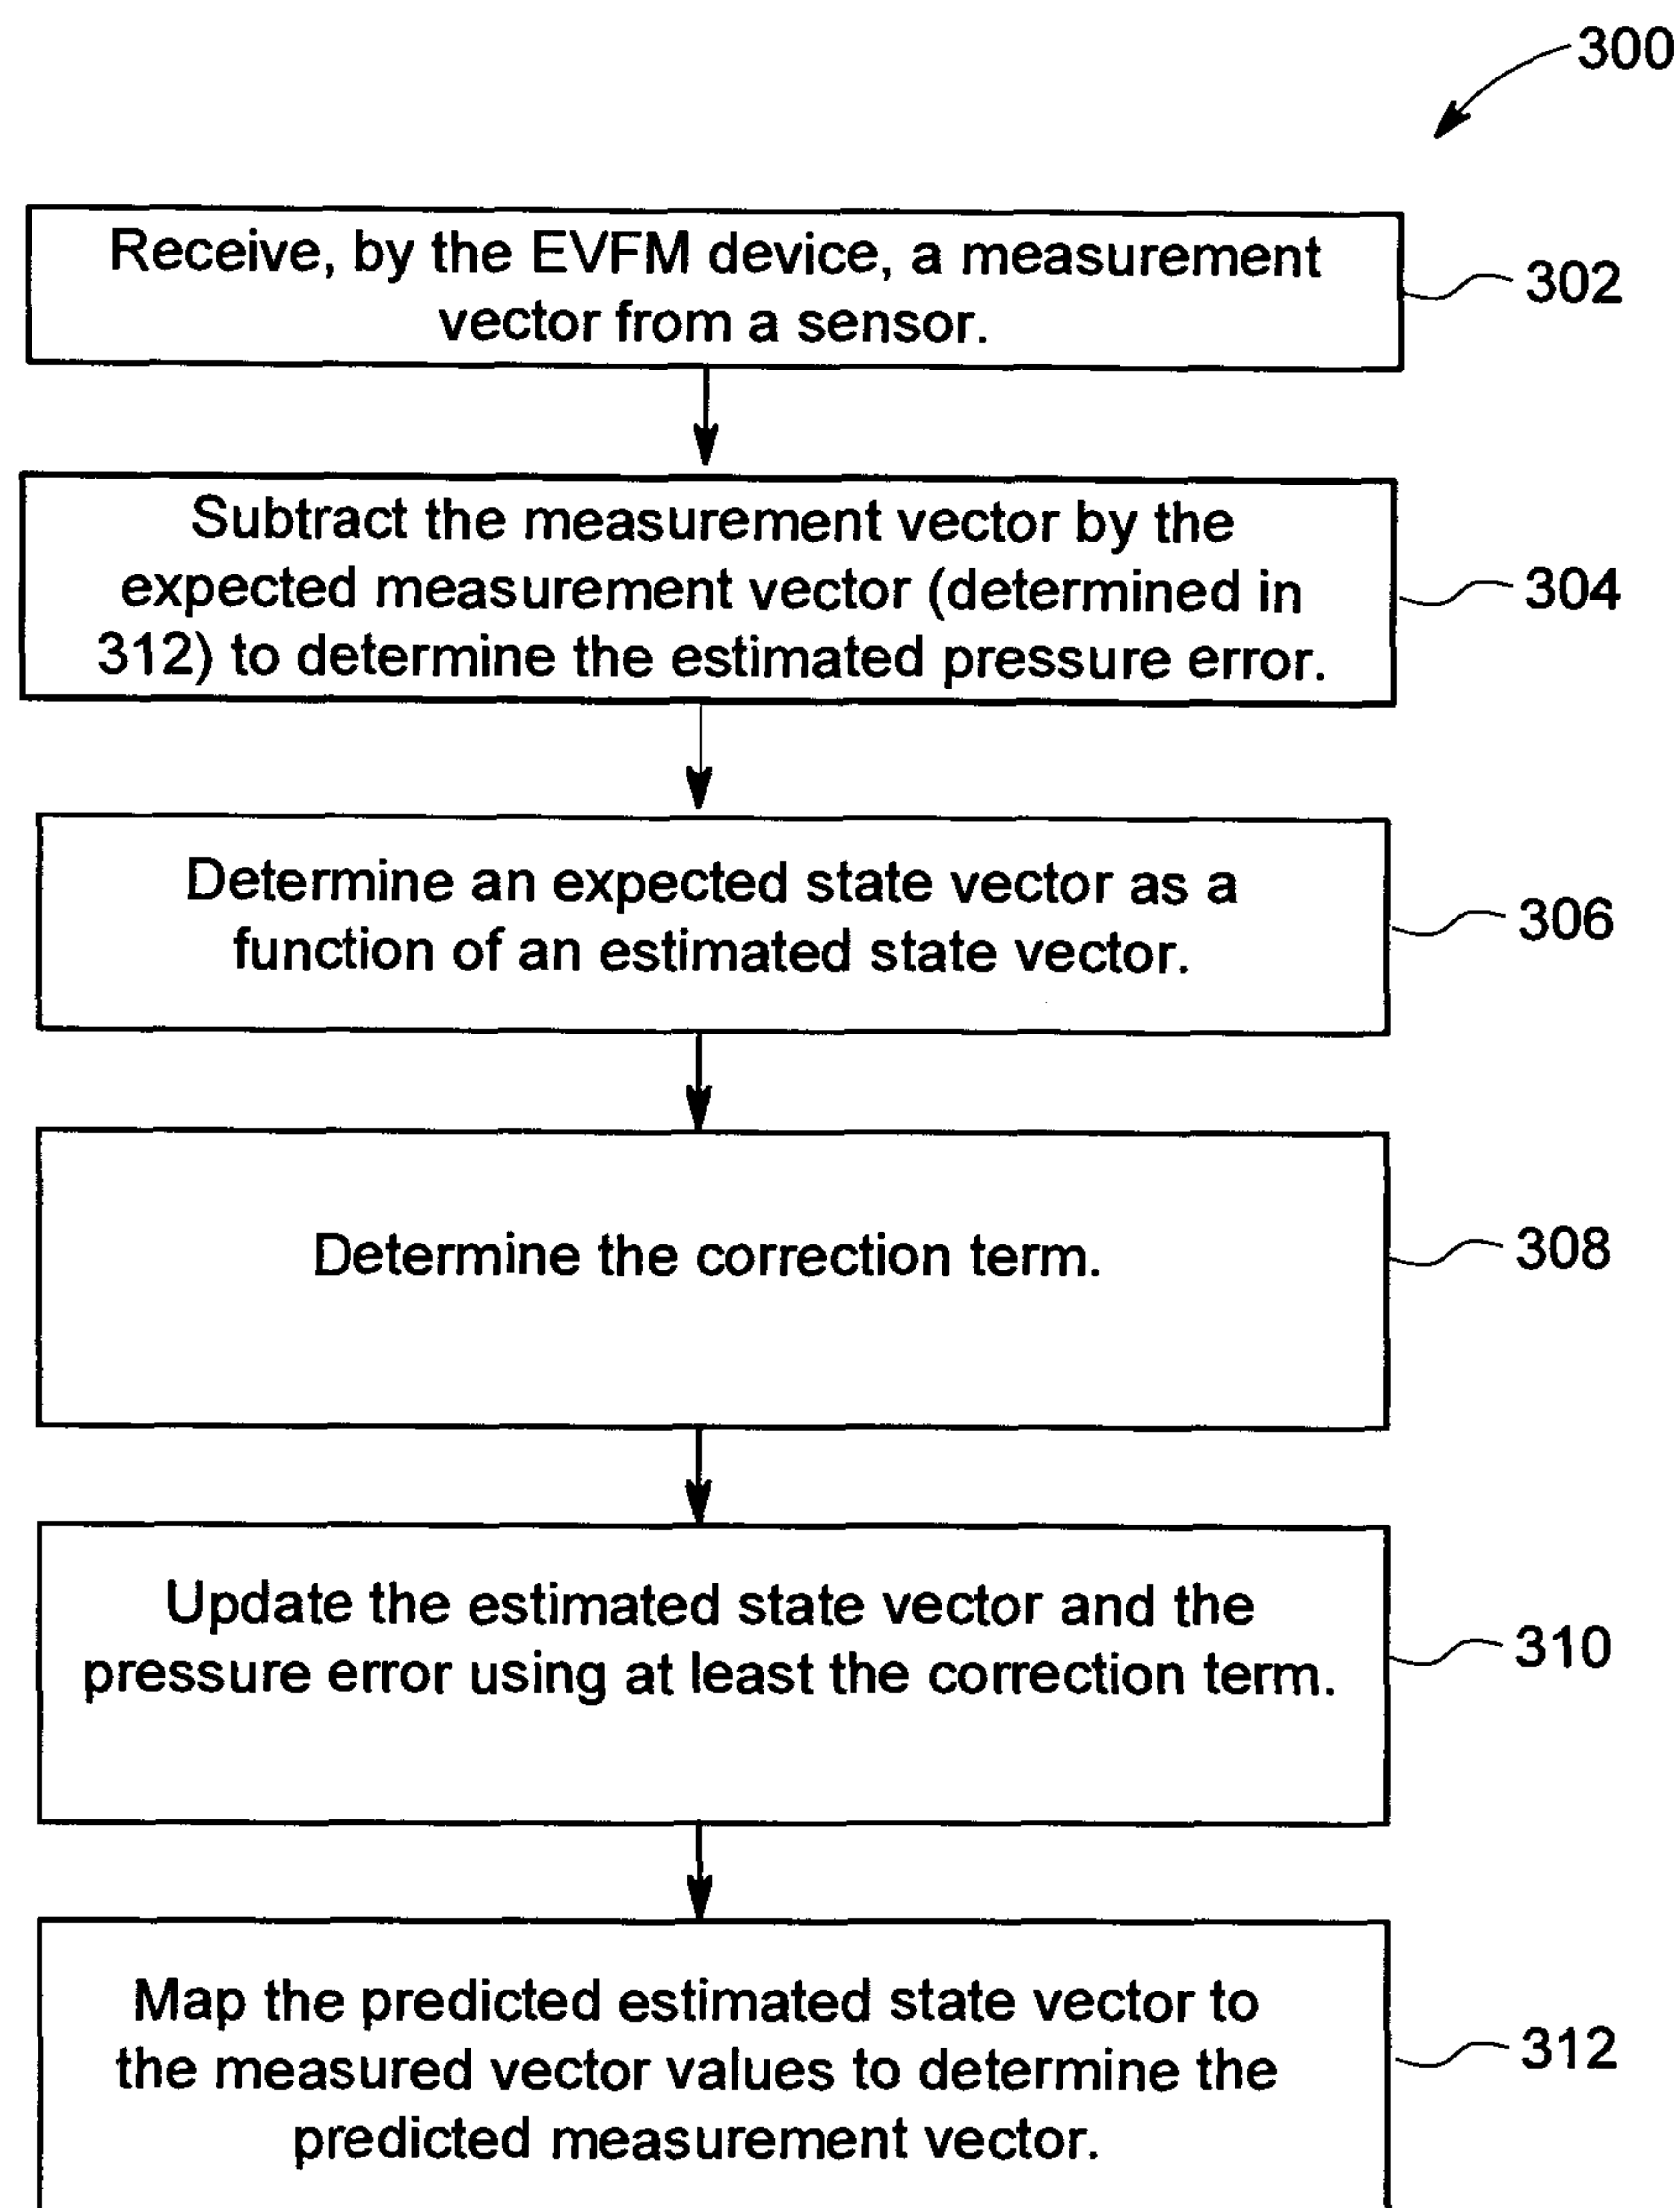 300
Receive, by the EVFM device, a measurement
vector from a sensor.
302
Subtract the measurement vector by the
expected measurement vector (determined in
312) to determine the estimated pressure error.
304
Determine an expected state vector as a
function of an estimated state vector.
306
Determine the correction term.
308
Update the estimated state vector and the
pressure error using at least the correction term.
310
Map the predicted estimated state vector to
the measured vector values to determine the
predicted measurement vector.
312